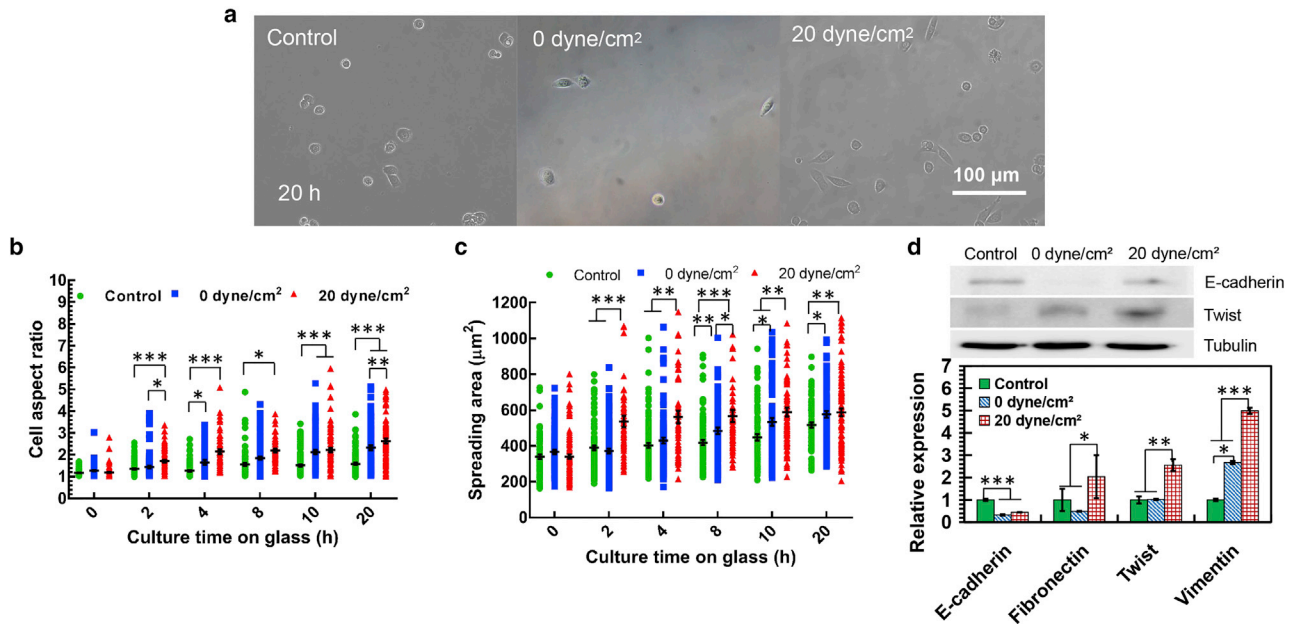 a
Control
0 dyne/cm²
20 dyne/cm²
20 h
100 µm
b
Control 0 dyne/cm² 20 dyne/cm²
10
9
8
7
6
5
4
3
2
1
0
Cell aspect ratio
*** * *** * * *** *** **
0 2 4 8 10 20
Culture time on glass (h)
c
Control 0 dyne/cm² 20 dyne/cm²
1200
1000
800
600
400
200
0
Spreading area (µm²)
*** ** *** ** * ** * ** *
0 2 4 8 10 20
Culture time on glass (h)
d
Control 0 dyne/cm² 20 dyne/cm²
E-cadherin
Twist
Tubulin
7
6
5
4
3
2
1
0
Relative expression
Control
0 dyne/cm²
20 dyne/cm²
*** * ** *** *
E-cadherin
Fibronectin
Twist
Vimentin